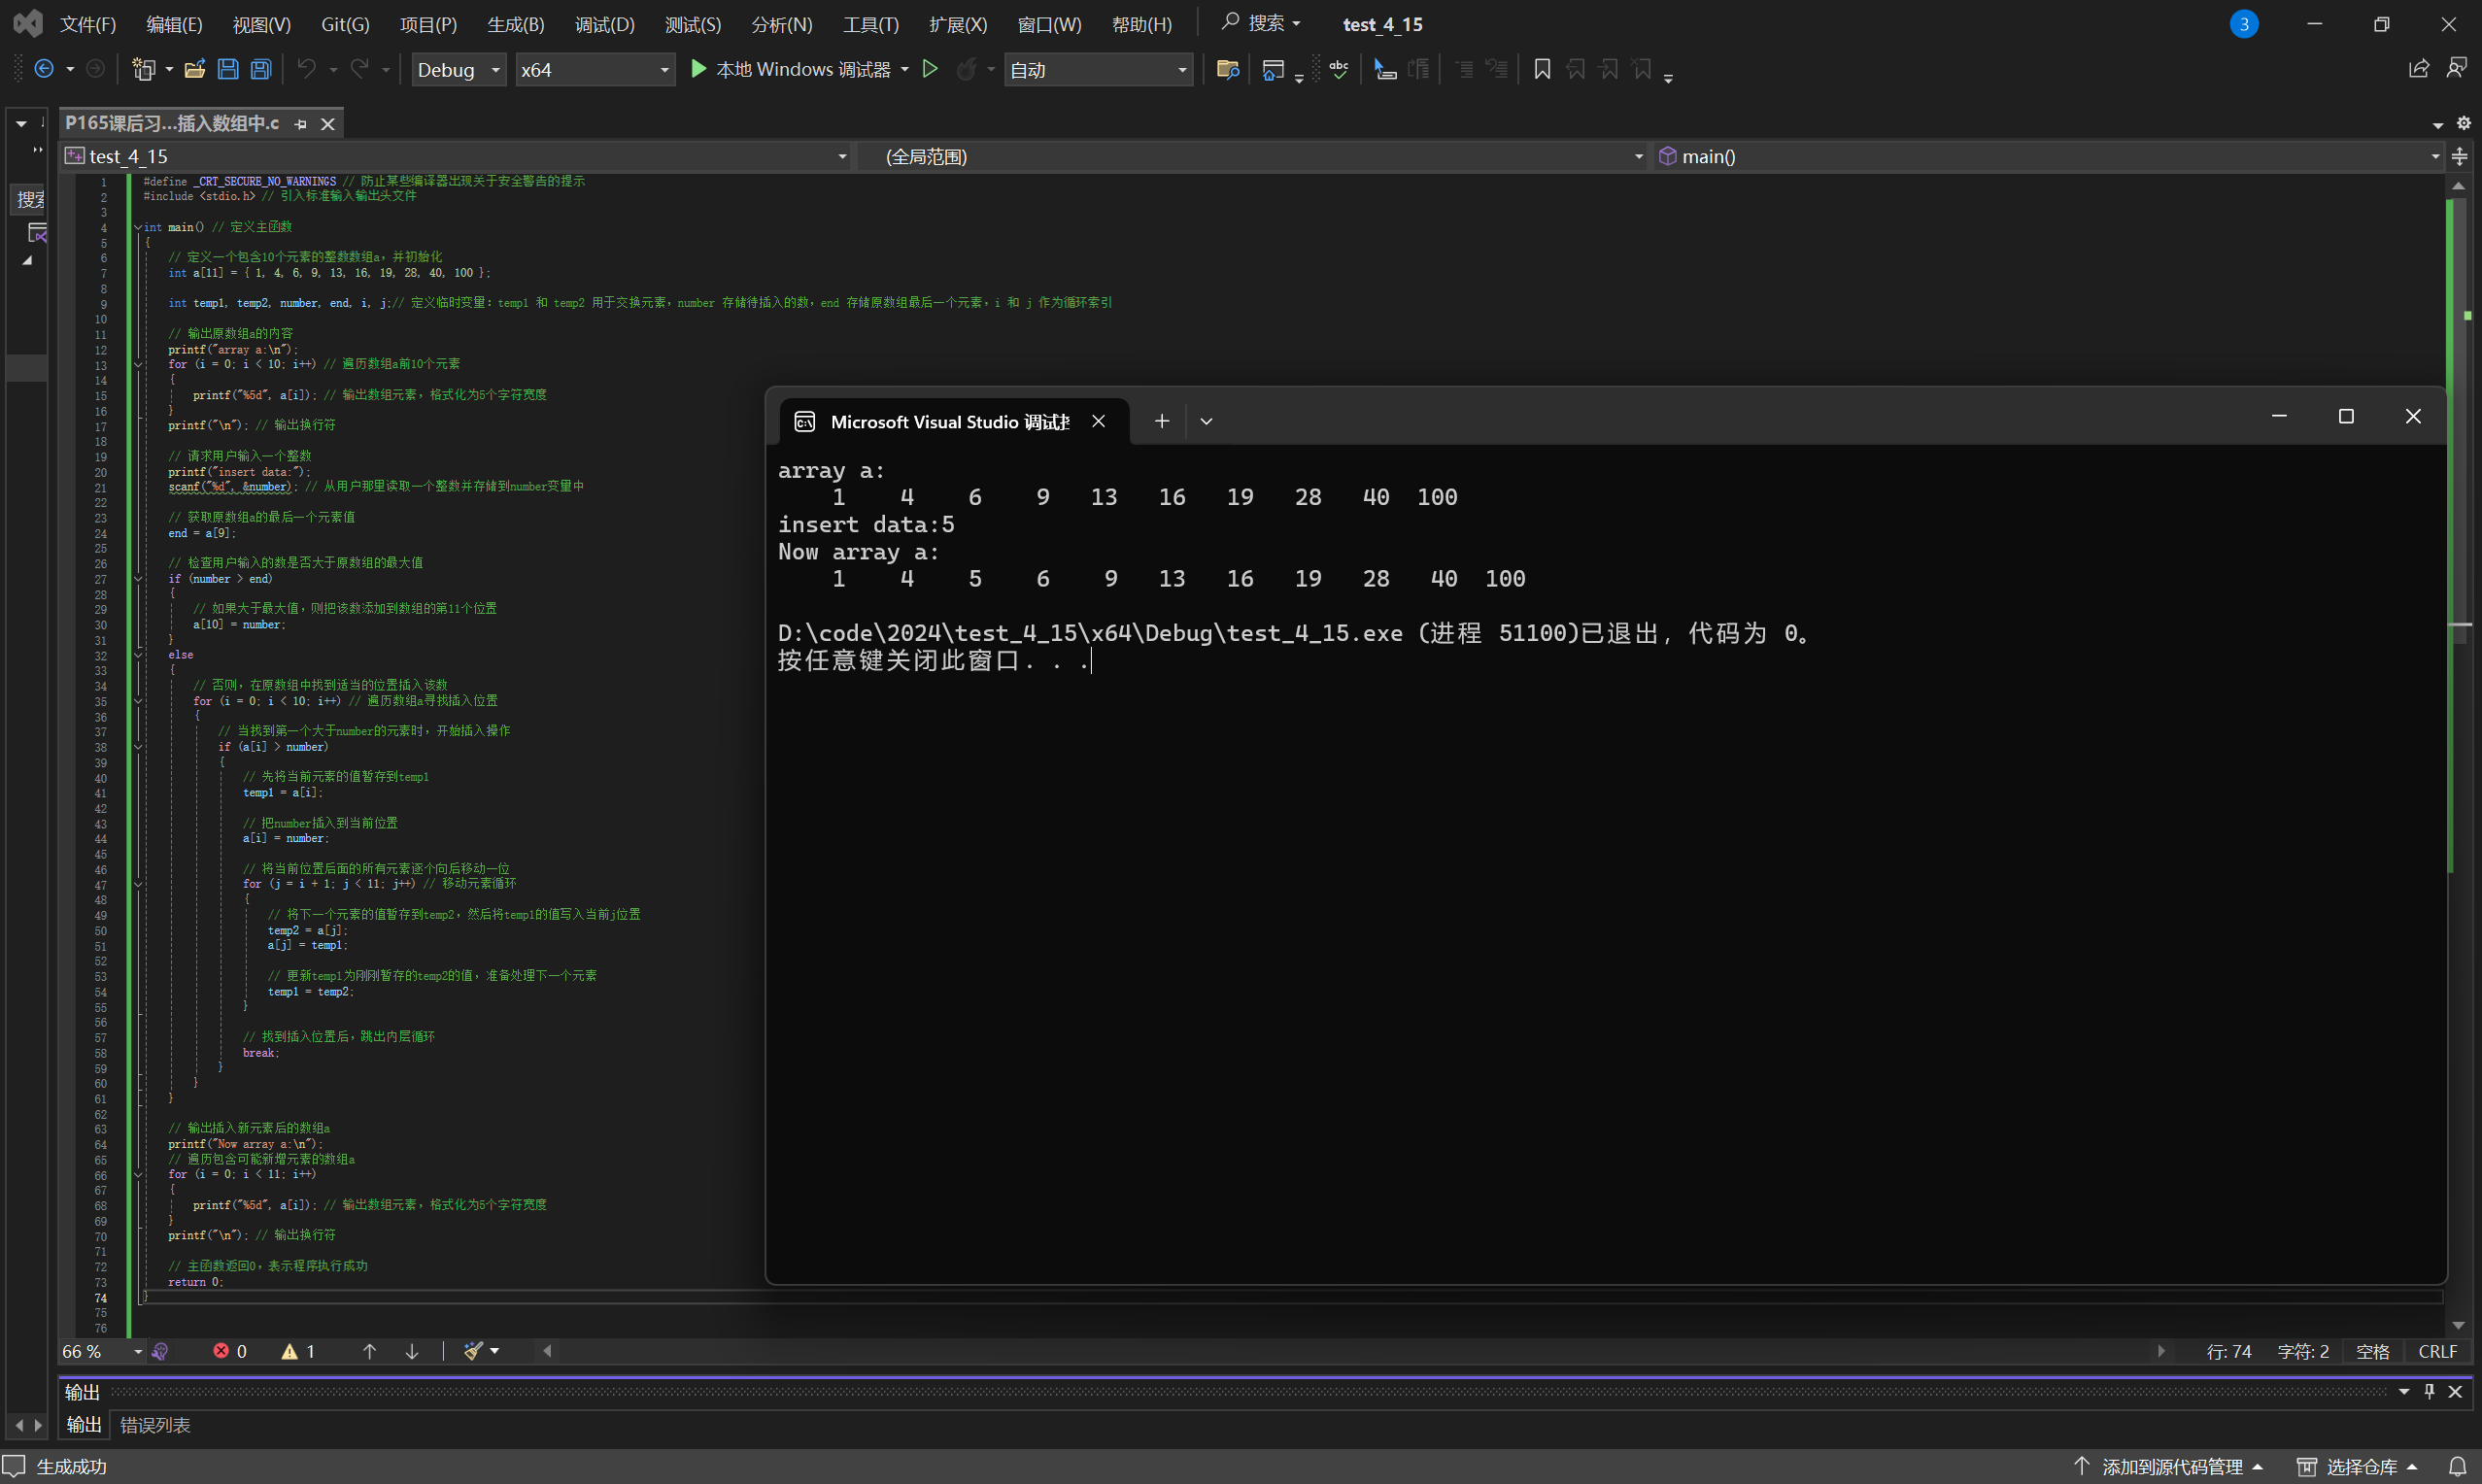 文件(F) 编辑(E) 视图(V) Git(G) 项目(P) 生成(B) 调试(D) 测试(S) 分析(N) 工具(T) 扩展(X) 窗口(W) 帮助(H) 搜索 test_4_15 3
Debug x64 本地 Windows 调试器 自动
P165课后习...插入数组中.c
test_4_15 (全局范围) main()
搜索
1 #define _CRT_SECURE_NO_WARNINGS // 防止某些编译器出现关于安全警告的提示
2 #include <stdio.h> // 引入标准输入输出头文件
3
4 int main() // 定义主函数
5 {
6 // 定义一个包含10个元素的整数数组a，并初始化
7 int a[11] = { 1, 4, 6, 9, 13, 16, 19, 28, 40, 100 };
8
9 int temp1, temp2, number, end, i, j;// 定义临时变量：temp1 和 temp2 用于交换元素，number 存储待插入的数，end 存储原数组最后一个元素，i 和 j 作为循环索引
10
11 // 输出原数组a的内容
12 printf("array a:\n");
13 for (i = 0; i < 10; i++) // 遍历数组a前10个元素
14 {
15 printf("%5d", a[i]); // 输出数组元素，格式化为5个字符宽度
16 }
17 printf("\n"); // 输出换行符
18
19 // 请求用户输入一个整数
20 printf("insert data:");
21 scanf("%d", &number); // 从用户那里读取一个整数并存储到number变量中
22
23 // 获取原数组a的最后一个元素值
24 end = a[9];
25
26 // 检查用户输入的数是否大于原数组的最大值
27 if (number > end)
28 {
29 // 如果大于最大值，则把该数添加到数组的第11个位置
30 a[10] = number;
31 }
32 else
33 {
34 // 否则，在原数组中找到适当的位置插入该数
35 for (i = 0; i < 10; i++) // 遍历数组a寻找插入位置
36 {
37 // 当找到第一个大于number的元素时，开始插入操作
38 if (a[i] > number)
39 {
40 // 先将当前元素的值暂存到temp1
41 temp1 = a[i];
42
43 // 把number插入到当前位置
44 a[i] = number;
45
46 // 将当前位置后面的所有元素逐个向后移动一位
47 for (j = i + 1; j < 11; j++) // 移动元素循环
48 {
49 // 将下一个元素的值暂存到temp2，然后将temp1的值写入当前j位置
50 temp2 = a[j];
51 a[j] = temp1;
52
53 // 更新temp1为刚刚暂存的temp2的值，准备处理下一个元素
54 temp1 = temp2;
55 }
56
57 // 找到插入位置后，跳出内层循环
58 break;
59 }
60 }
61 }
62
63 // 输出插入新元素后的数组a
64 printf("Now array a:\n");
65 // 遍历包含可能新增元素的数组a
66 for (i = 0; i < 11; i++)
67 {
68 printf("%5d", a[i]); // 输出数组元素，格式化为5个字符宽度
69 }
70 printf("\n"); // 输出换行符
71
72 // 主函数返回0，表示程序执行成功
73 return 0;
74 }
75
76
Microsoft Visual Studio 调试控
array a:
1 4 6 9 13 16 19 28 40 100
insert data:5
Now array a:
1 4 5 6 9 13 16 19 28 40 100
D:\code\2024\test_4_15\x64\Debug\test_4_15.exe (进程 51100)已退出，代码为 0。
按任意键关闭此窗口. . .
66 % 0 1 行: 74 字符: 2 空格 CRLF
输出
输出 错误列表
生成成功 添加到源代码管理 选择仓库